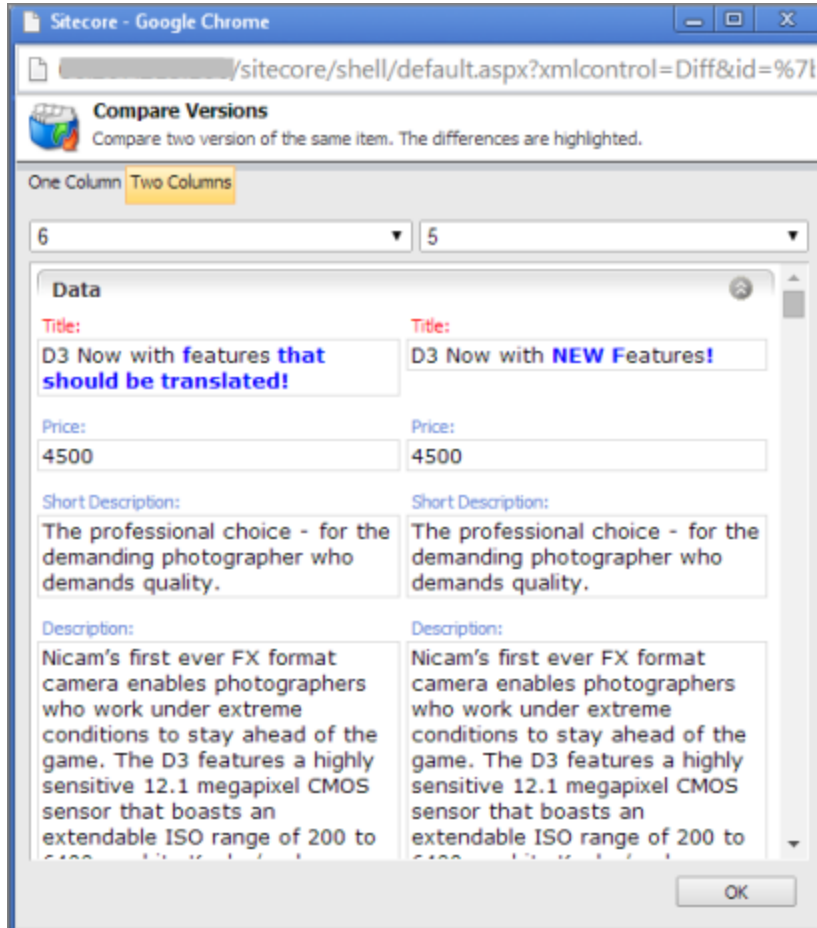 Sitecore - Google Chrome
/sitecore/shell/default.aspx?xmlcontrol=Diff&id=%7b
Compare Versions
Compare two version of the same item. The differences are highlighted.
One Column Two Columns
6
5
Data
Title:
D3 Now with features that
should be translated!
Title:
D3 Now with NEW Features!
Price:
4500
Price:
4500
Short Description:
The professional choice - for the
demanding photographer who
demands quality.
Short Description:
The professional choice - for the
demanding photographer who
demands quality.
Description:
Nicam's first ever FX format
camera enables photographers
who work under extreme
conditions to stay ahead of the
game. The D3 features a highly
sensitive 12.1 megapixel CMOS
sensor that boasts an
extendable ISO range of 200 to
Description:
Nicam's first ever FX format
camera enables photographers
who work under extreme
conditions to stay ahead of the
game. The D3 features a highly
sensitive 12.1 megapixel CMOS
sensor that boasts an
extendable ISO range of 200 to
OK